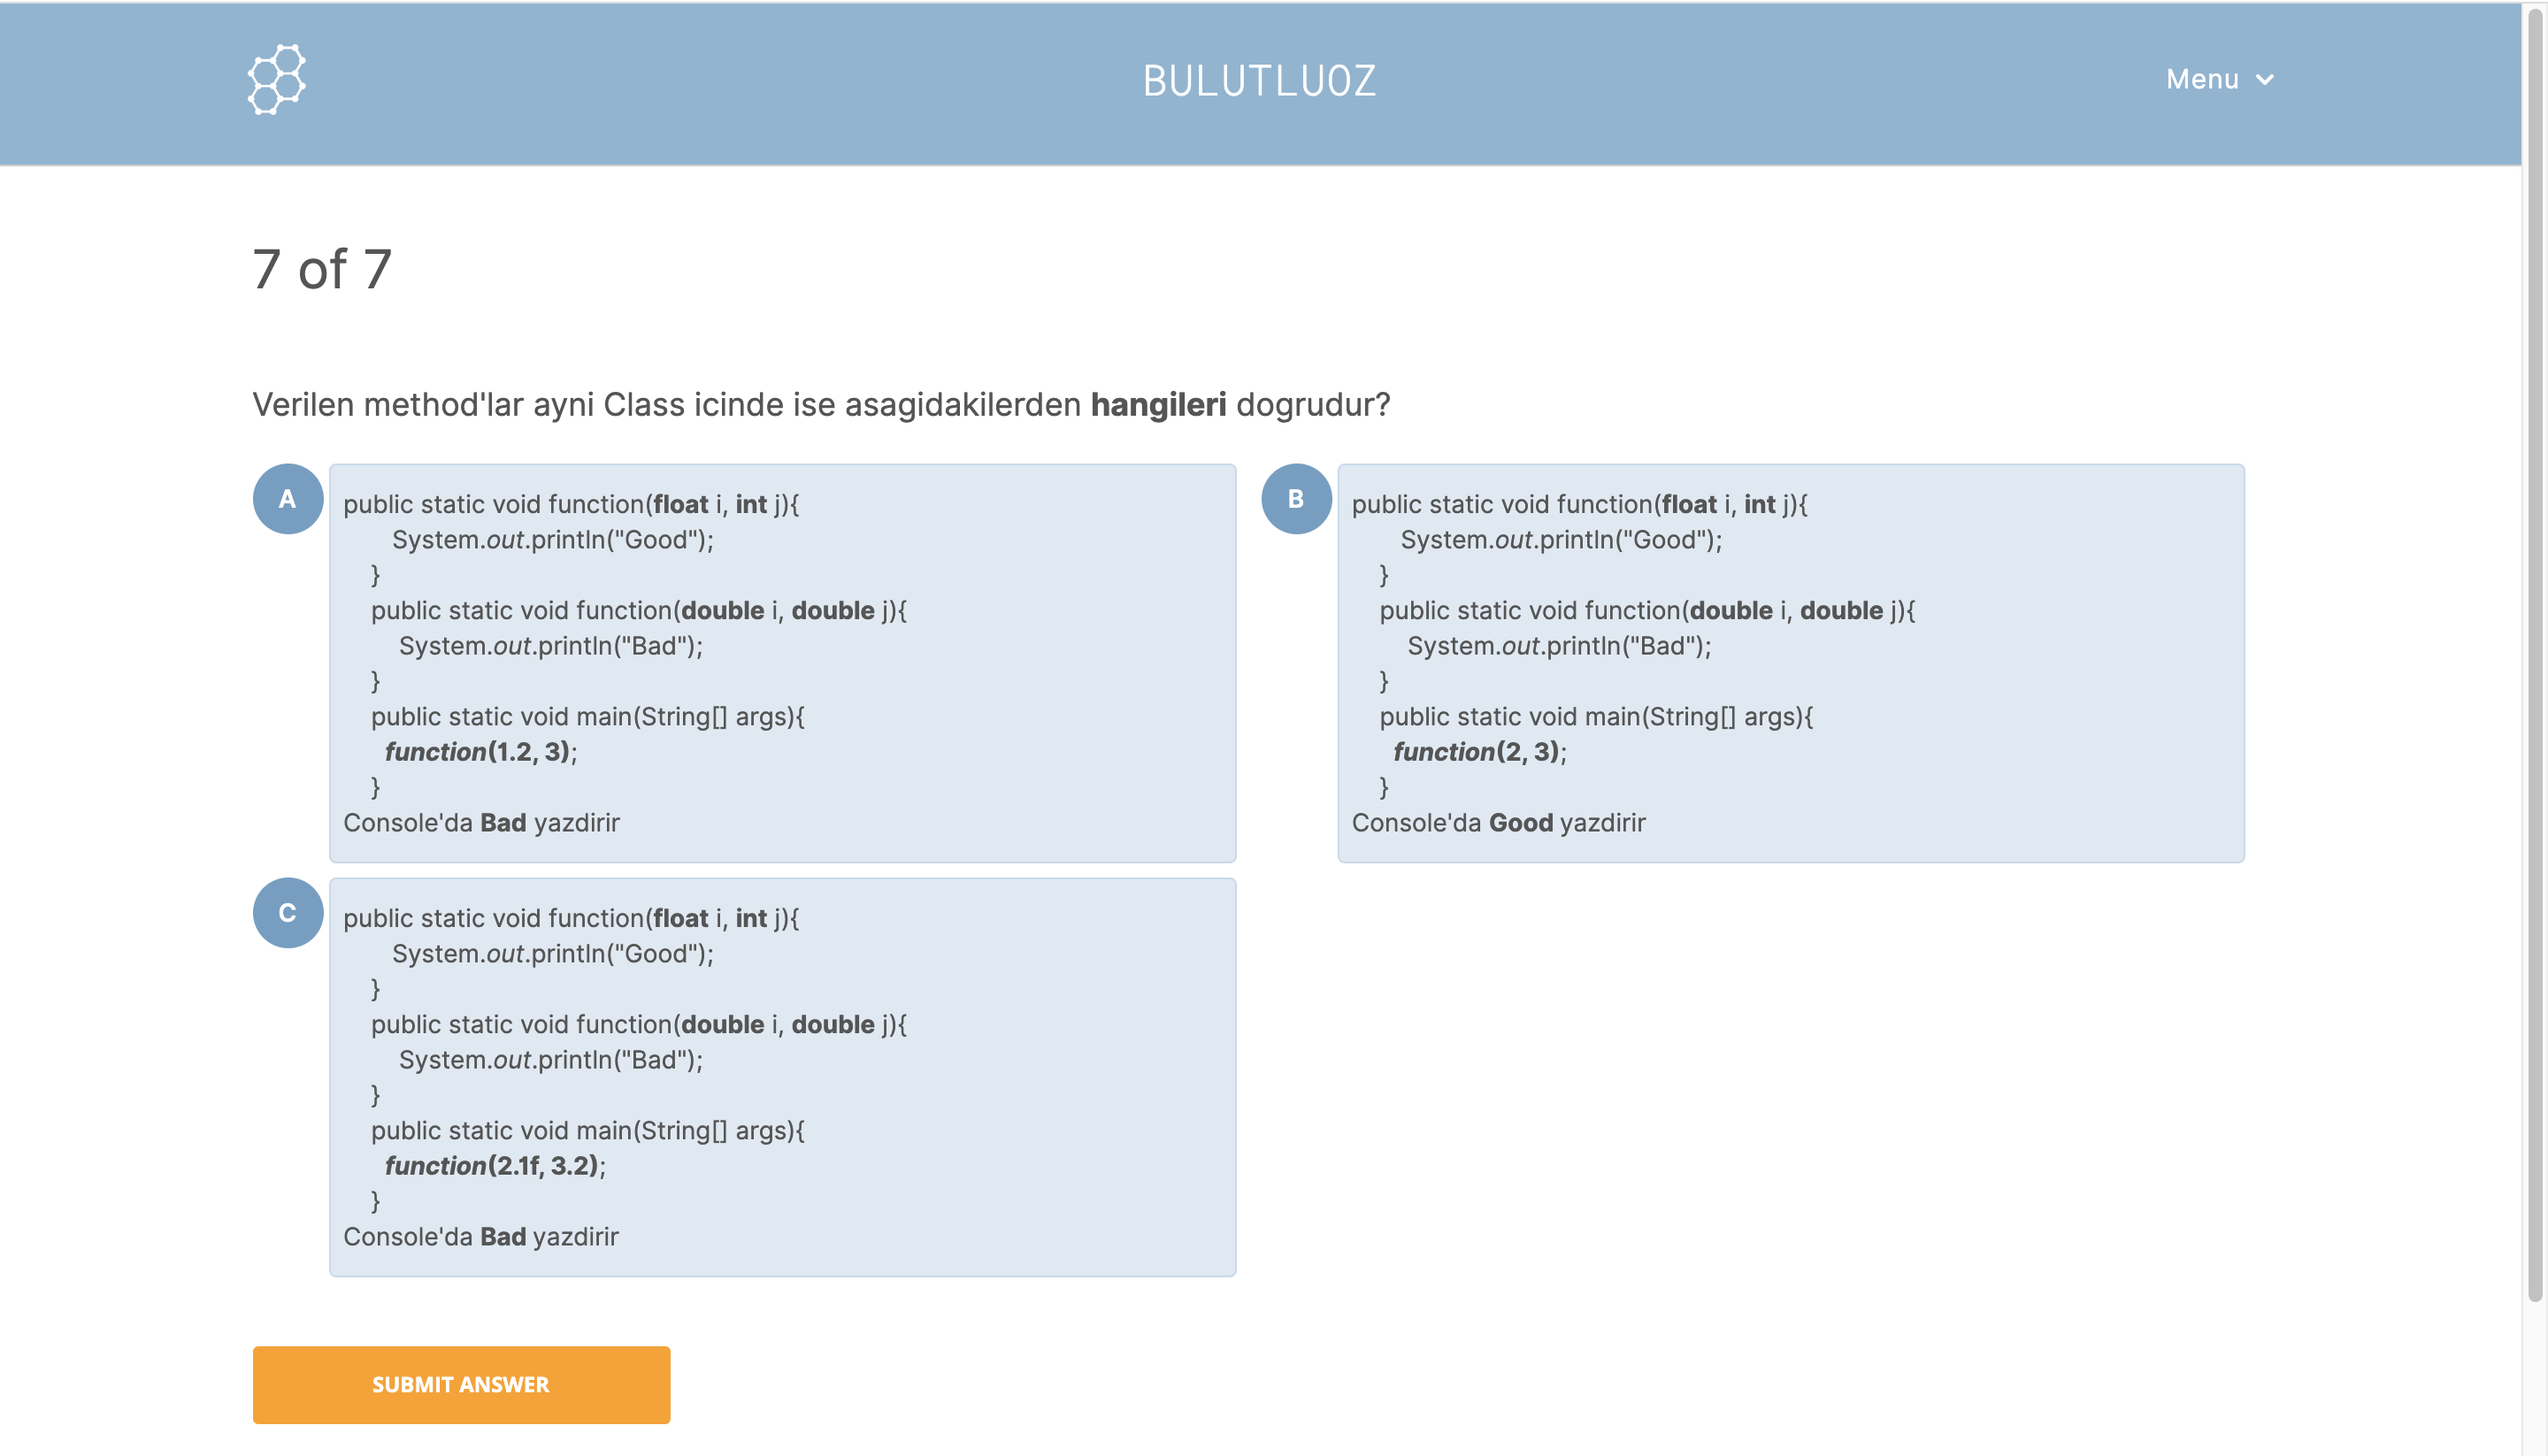 BULUTLUOZ
Menu
7 of 7
Verilen method'lar ayni Class icinde ise asagidakilerden hangileri dogrudur?
A
public static void function(float i, int j){
System.out.println("Good");
}
public static void function(double i, double j){
System.out.println("Bad");
}
public static void main(String[] args){
function(1.2, 3);
}
Console'da Bad yazdirir
B
public static void function(float i, int j){
System.out.println("Good");
}
public static void function(double i, double j){
System.out.println("Bad");
}
public static void main(String[] args){
function(2, 3);
}
Console'da Good yazdirir
C
public static void function(float i, int j){
System.out.println("Good");
}
public static void function(double i, double j){
System.out.println("Bad");
}
public static void main(String[] args){
function(2.1f, 3.2);
}
Console'da Bad yazdirir
SUBMIT ANSWER